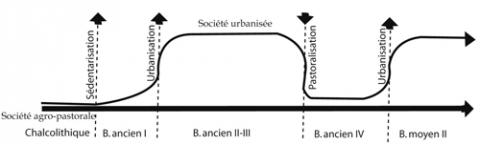 Société urbanisée
Sédentarisation
Urbanisation
Pastoralisation
Urbanisation
Société agro-pastorale
Chalcolithique
B. ancien I
B. ancien II-III
B. ancien IV
B. moyen II